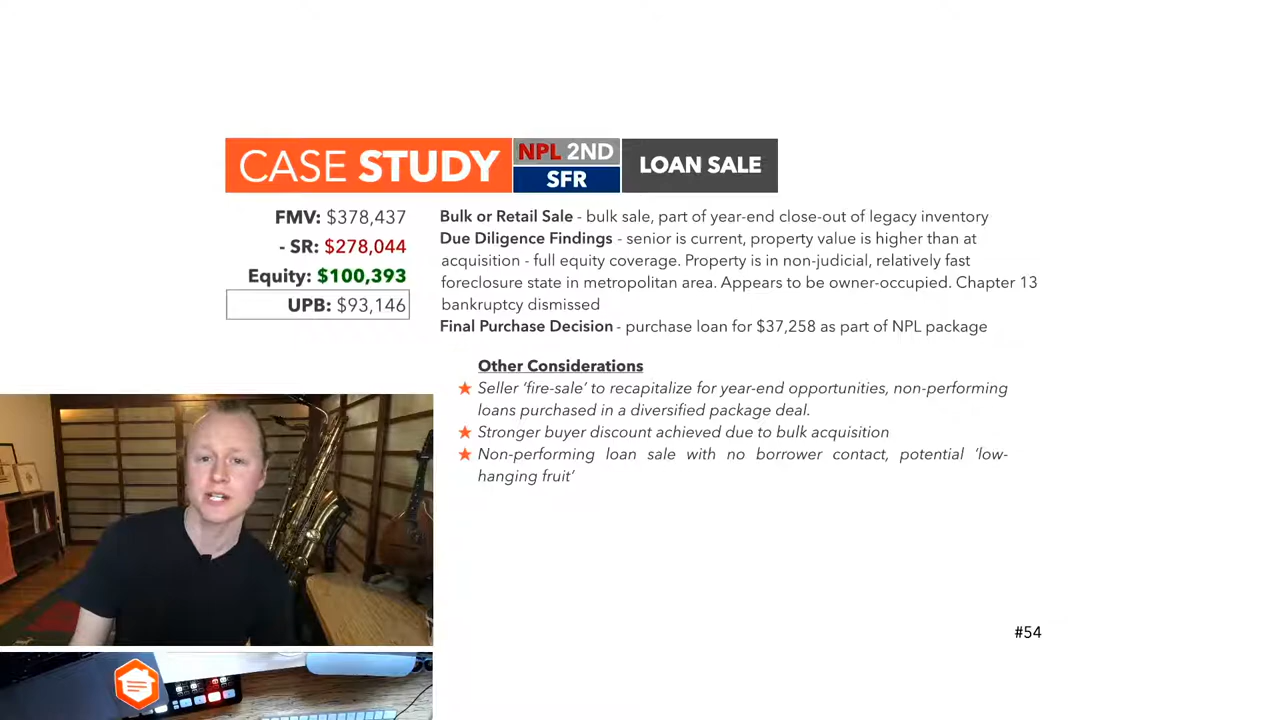 CASE STUDY
NPL 2ND
SFR
LOAN SALE
FMV: $378,437
- SR: $278,044
Equity: $100,393
UPB: $93,146
Bulk or Retail Sale - bulk sale, part of year-end close-out of legacy inventory
Due Diligence Findings - senior is current, property value is higher than at
acquisition - full equity coverage. Property is in non-judicial, relatively fast
foreclosure state in metropolitan area. Appears to be owner-occupied. Chapter 13
bankruptcy dismissed
Final Purchase Decision - purchase loan for $37,258 as part of NPL package
Other Considerations
★ Seller ‘fire-sale’ to recapitalize for year-end opportunities, non-performing
loans purchased in a diversified package deal.
★ Stronger buyer discount achieved due to bulk acquisition
★ Non-performing loan sale with no borrower contact, potential ‘low-
hanging fruit’
#54